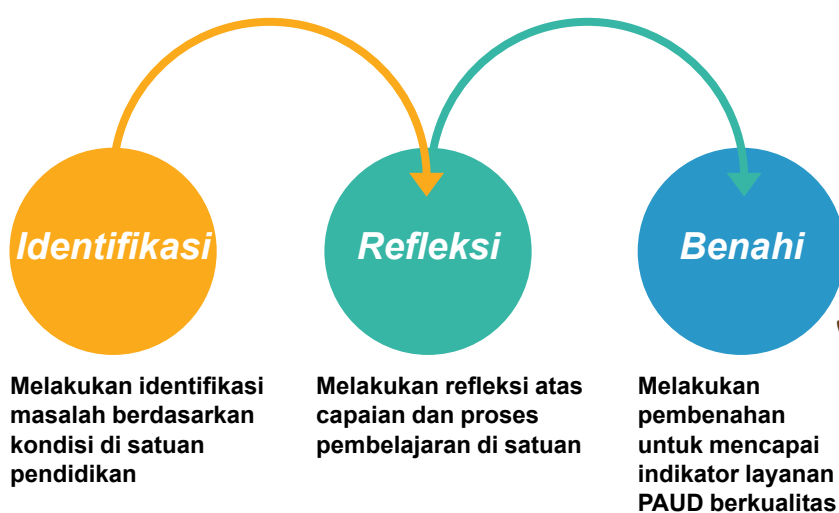 Identifikasi
Refleksi
Benahi
Melakukan identifikasi
masalah berdasarkan
kondisi di satuan
pendidikan
Melakukan refleksi atas
capaian dan proses
pembelajaran di satuan
Melakukan
pembenahan
untuk mencapai
indikator layanan
PAUD berkualitas